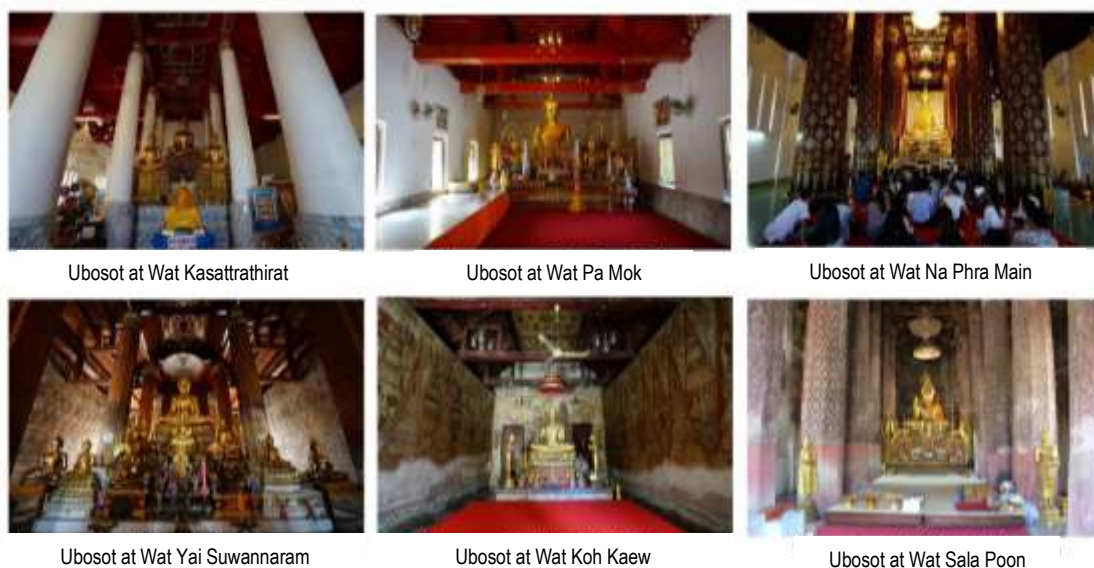 Ubosot at Wat Kasattrathirat
Ubosot at Wat Pa Mok
Ubosot at Wat Na Phra Main
Ubosot at Wat Yai Suwannaram
Ubosot at Wat Koh Kaew
Ubosot at Wat Sala Poon